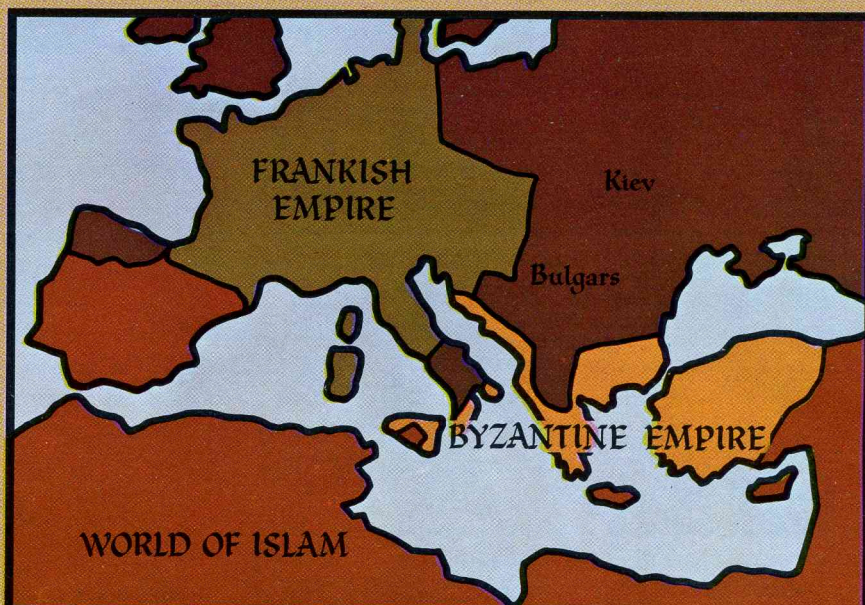 FRANKISH
EMPIRE
Kiev
Bulgars
BYZANTINE EMPIRE
WORLD OF ISLAM